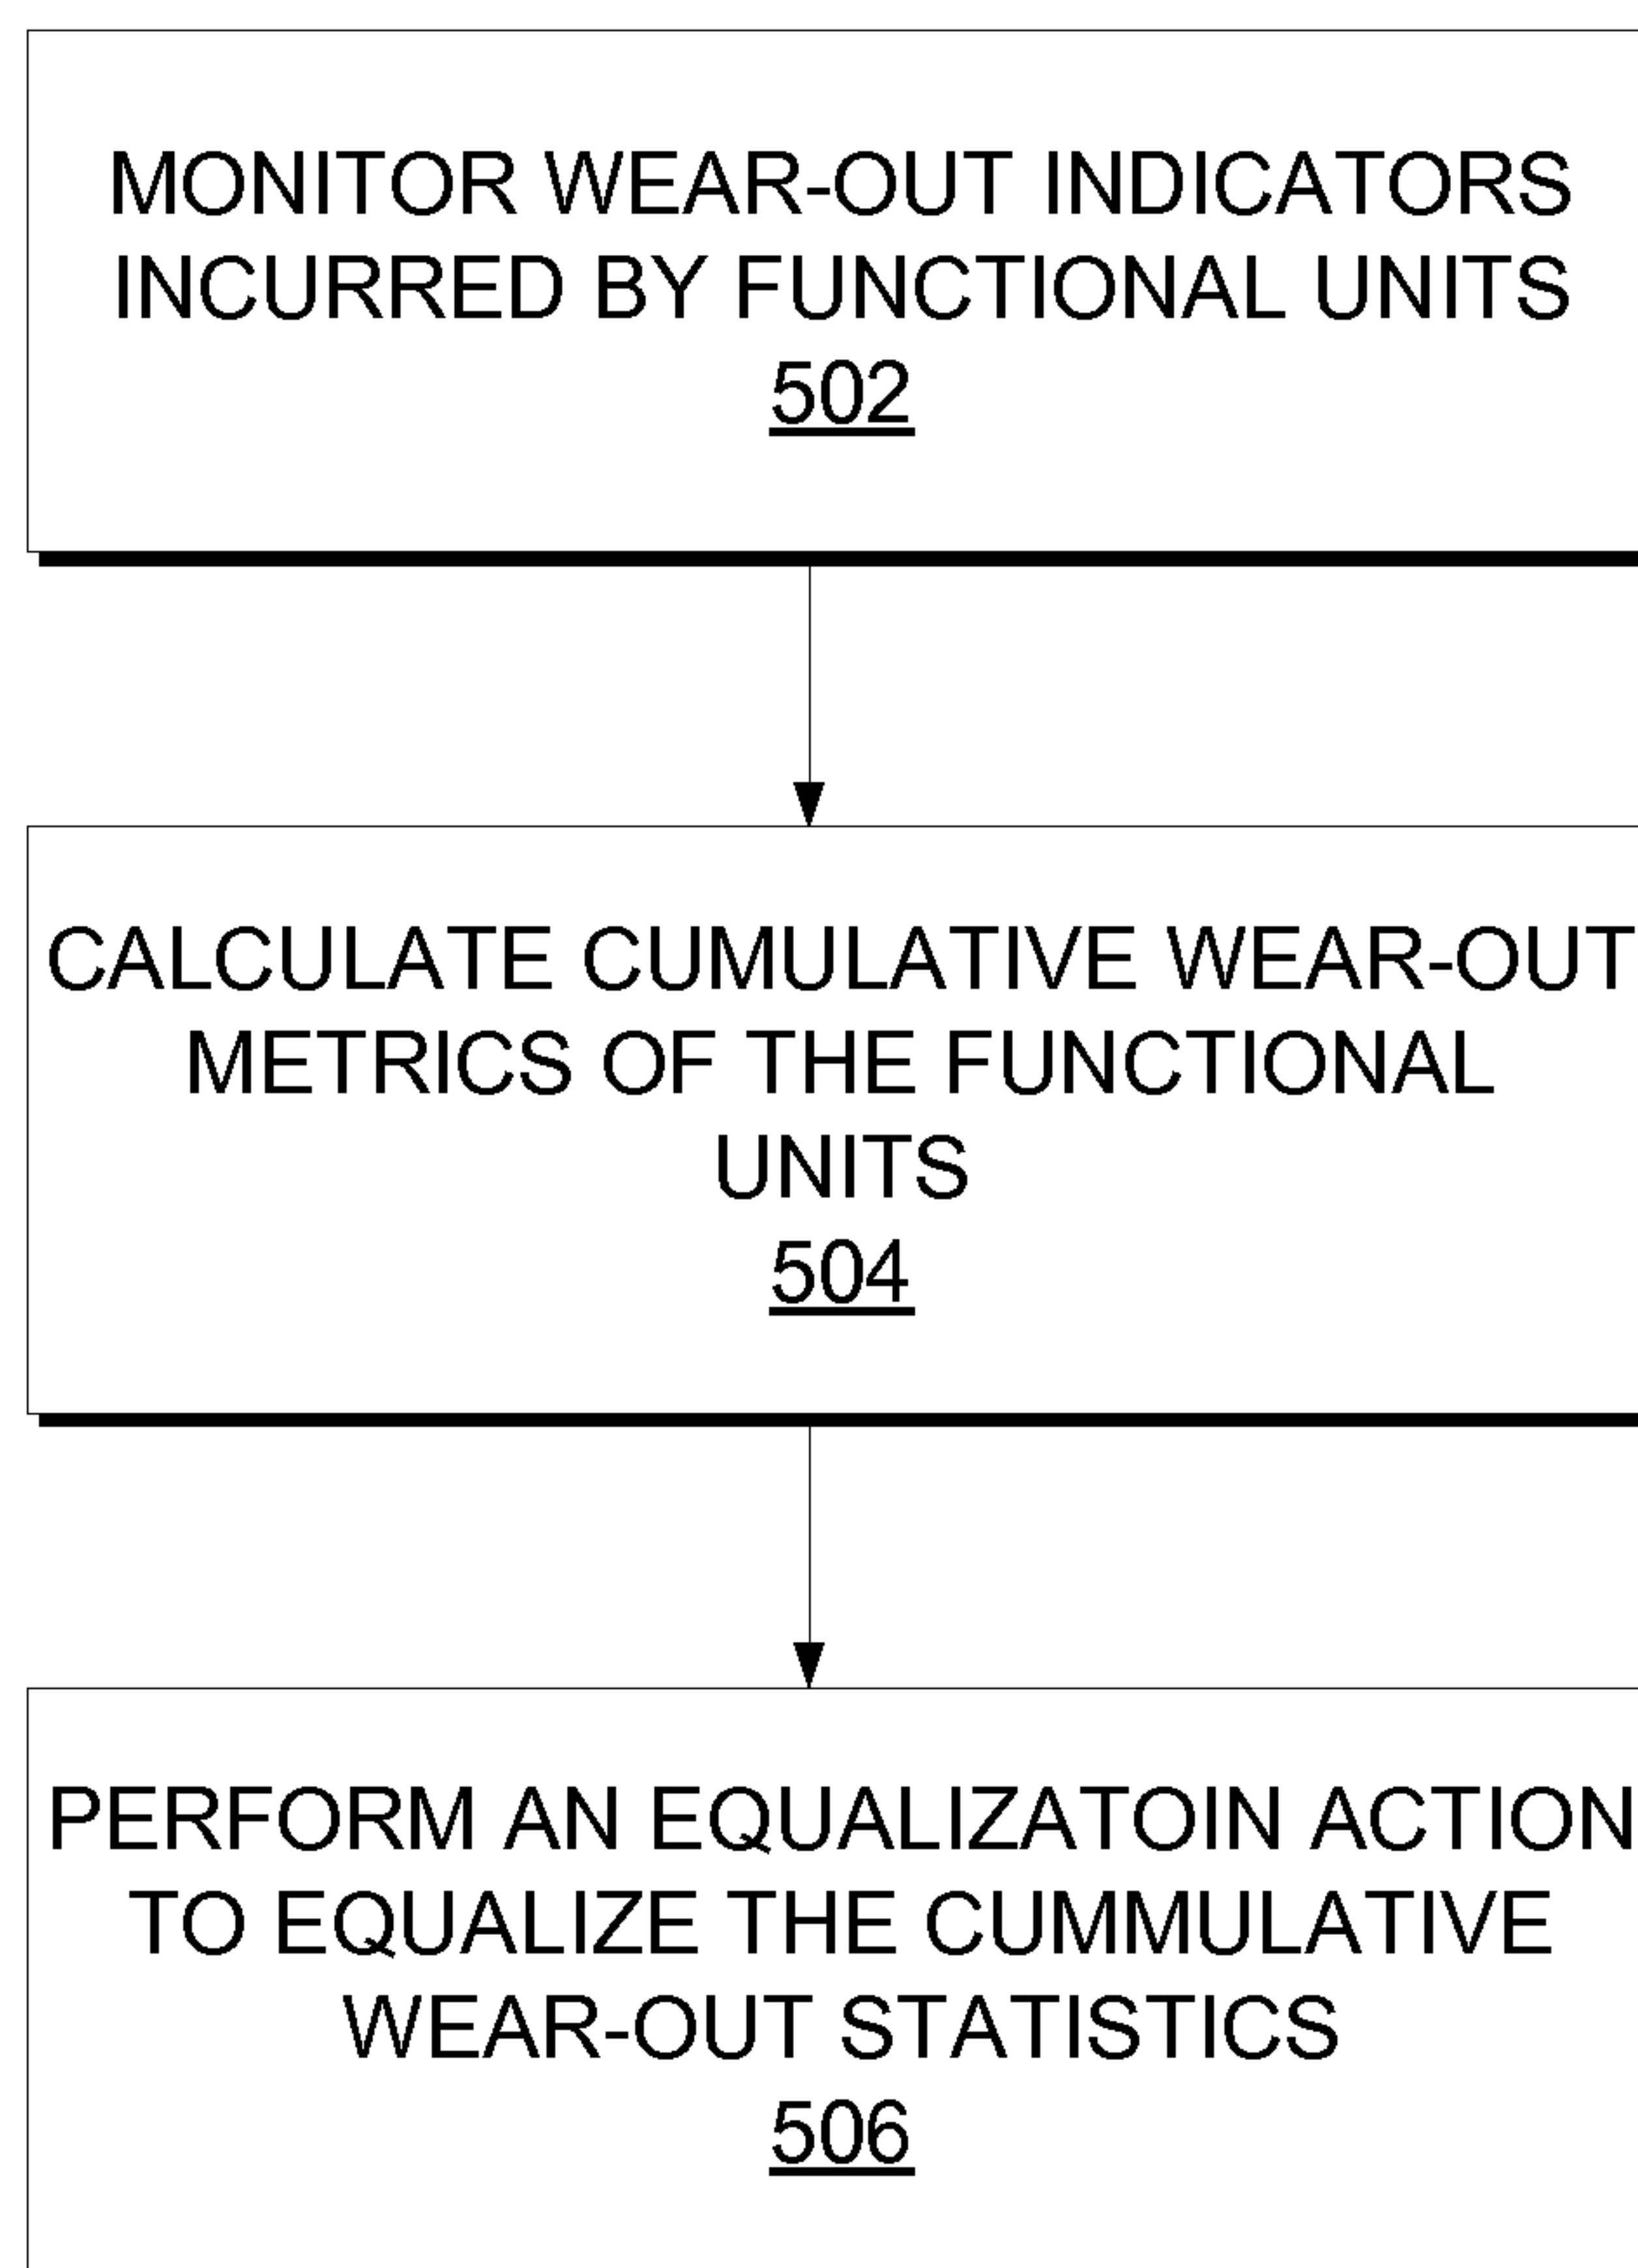 MONITOR WEAR-OUT INDICATORS
INCURRED BY FUNCTIONAL UNITS
502
CALCULATE CUMULATIVE WEAR-OUT
METRICS OF THE FUNCTIONAL
UNITS
504
PERFORM AN EQUALIZATOIN ACTION
TO EQUALIZE THE CUMMULATIVE
WEAR-OUT STATISTICS
506